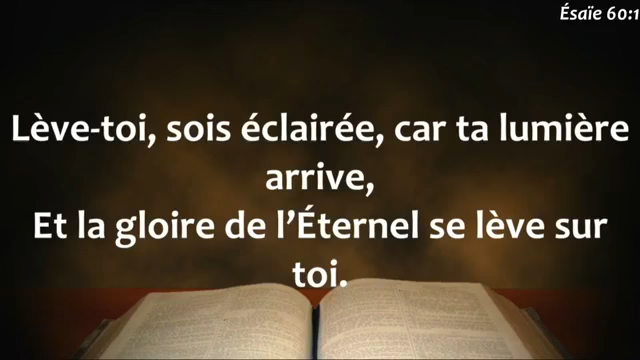 Ésaïe 60:1
Lève-toi, sois éclairée, car ta lumière
arrive,
Et la gloire de l’Éternel se lève sur
toi.